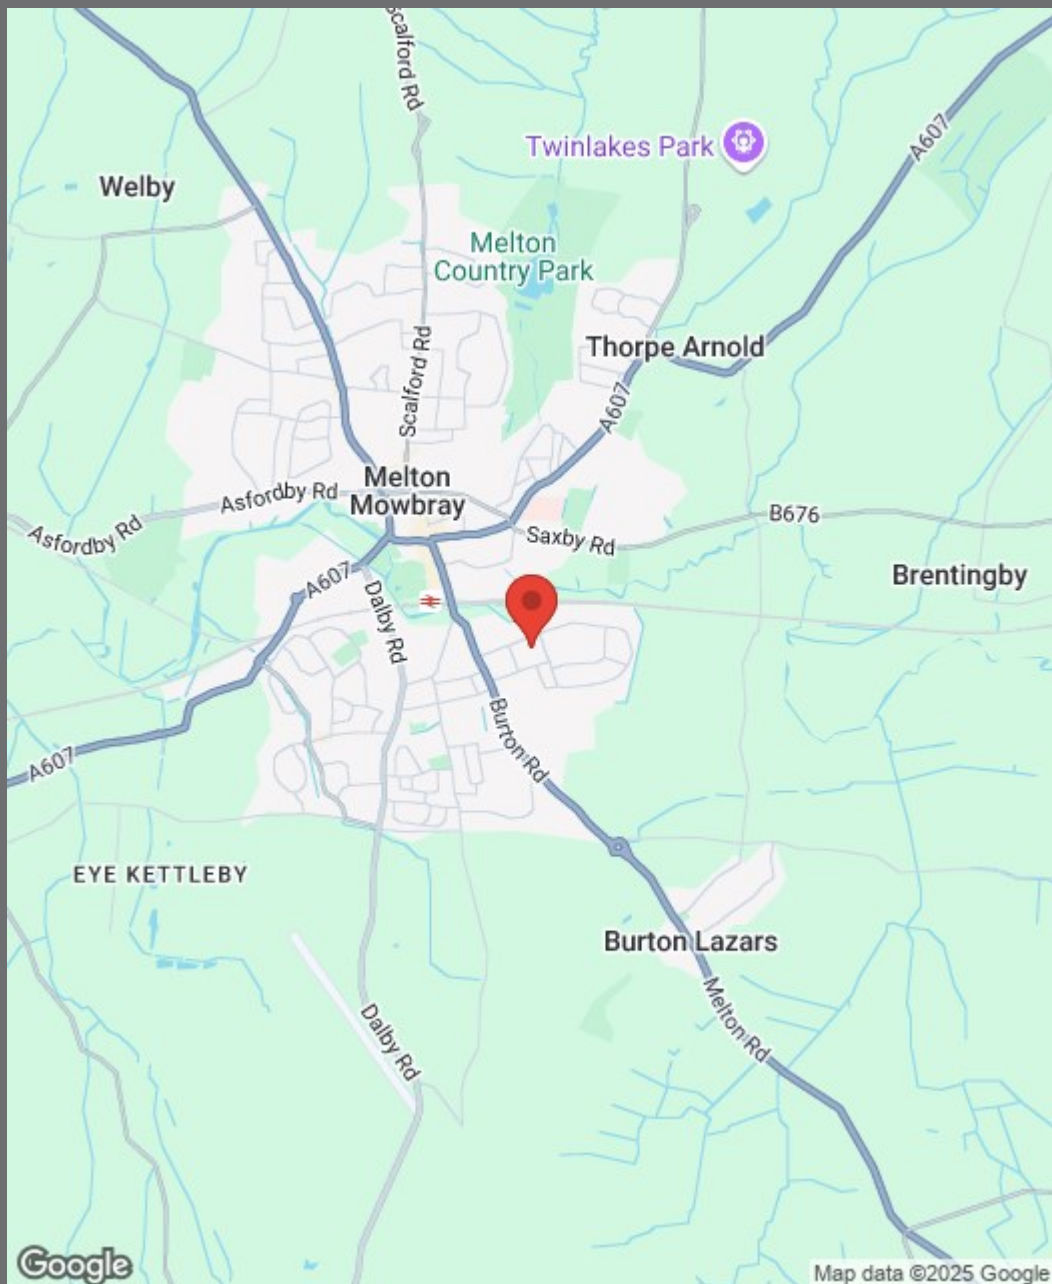 Scalford Rd
A607
Twinlakes Park
Welby
Melton
Country Park
Scalford Rd
Thorpe Arnold
A607
Melton
Mowbray
Asfordby Rd
Asfordby Rd
B676
Saxby Rd
Brentingby
A607
Dalby Rd
Burton Rd
A607
EYE KETTLEBY
Burton Lazars
Melton Rd
Dalby Rd
Google
Map data ©2025 Google